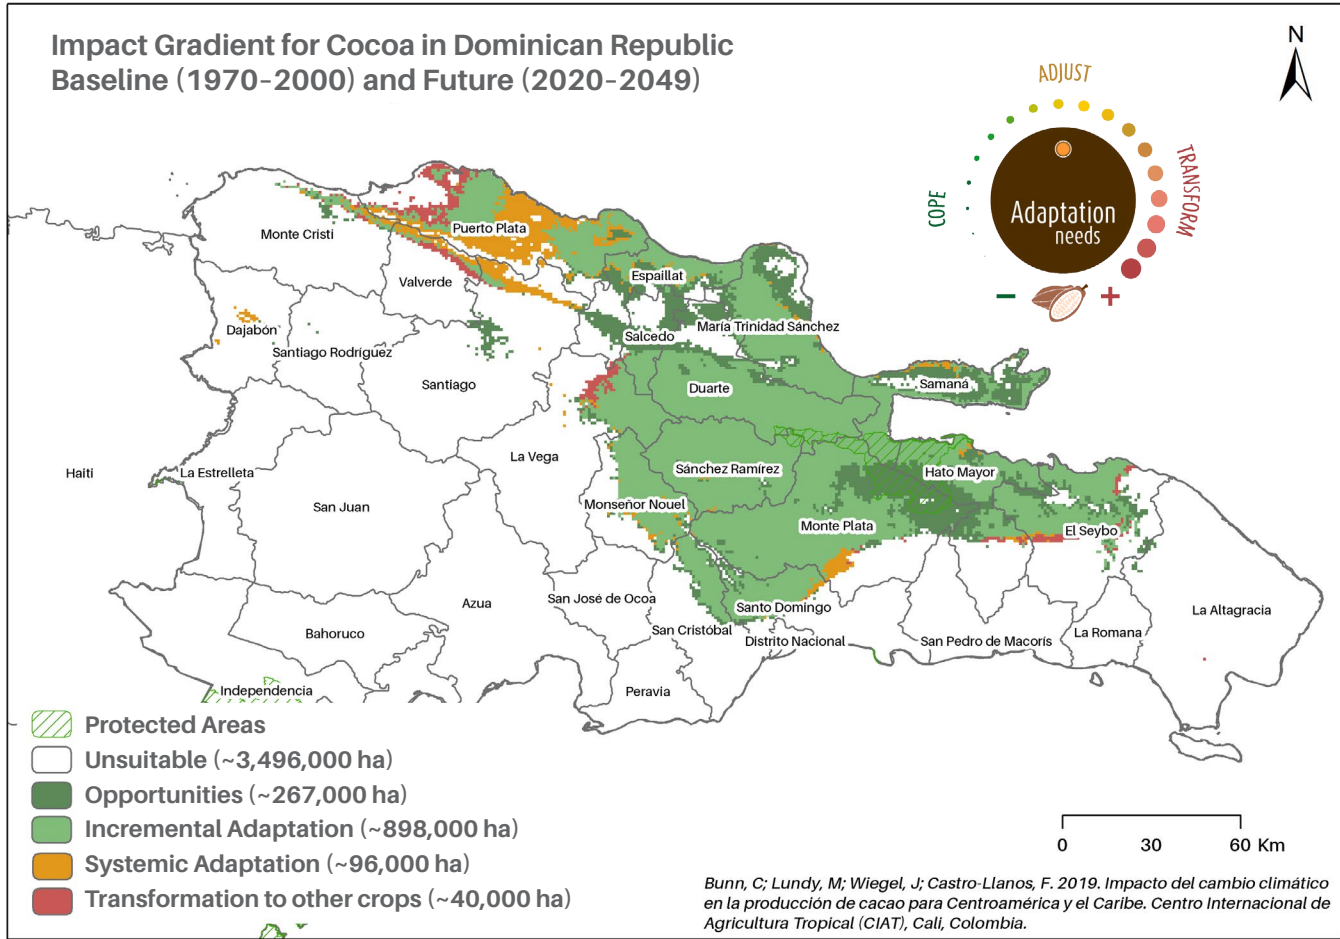 Impact Gradient for Cocoa in Dominican Republic
Baseline (1970–2000) and Future (2020–2049)
N
ADJUST
TRANSFORM
COPE
Adaptation
needs
Monte Cristi
Puerto Plata
Valverde
Espaillat
Dajabón
Santiago Rodríguez
Salcedo
María Trinidad Sánchez
Santiago
Duarte
Samaná
Haiti
La Estrelleta
La Vega
Sánchez Ramírez
Hato Mayor
San Juan
Monseñor Nouel
Monte Plata
El Seybo
Azua
San José de Ocoa
Santo Domingo
La Altagracia
Bahoruco
San Cristóbal
Distrito Nacional
San Pedro de Macorís
La Romana
Independencia
Peravia
Protected Areas
Unsuitable (~3,496,000 ha)
Opportunities (~267,000 ha)
Incremental Adaptation (~898,000 ha)
Systemic Adaptation (~96,000 ha)
Transformation to other crops (~40,000 ha)
0 30 60 Km
Bunn, C; Lundy, M; Wiegel, J; Castro-Llanos, F. 2019. Impacto del cambio climático
en la producción de cacao para Centroamérica y el Caribe. Centro Internacional de
Agricultura Tropical (CIAT), Cali, Colombia.